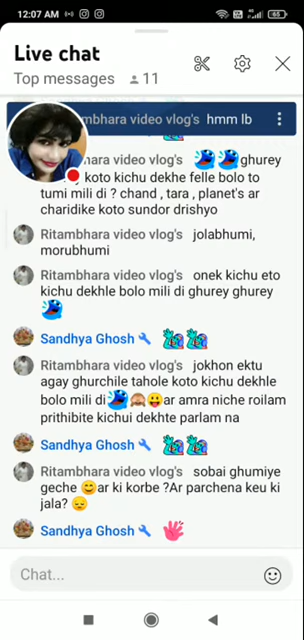 12:07 AM
65
Live chat
Top messages 11
mbhara video vlog's hmm lb
hara video vlog's ghurey
koto kichu dekhe felle bolo to
tumi mili di ? chand , tara , planet's ar
charidike koto sundor drishyo
Ritambhara video vlog's jolabhumi,
morubhumi
Ritambhara video vlog's onek kichu eto
kichu dekhle bolo mili di ghurey ghurey
Sandhya Ghosh
Ritambhara video vlog's jokhon ektu
agay ghurchile tahole koto kichu dekhle
bolo mili di ar amra niche roilam
prithibite kichui dekhte parlam na
Sandhya Ghosh
Ritambhara video vlog's sobai ghumiye
geche 😊ar ki korbe ?Ar parchena keu ki
jala? 😔
Sandhya Ghosh
Chat...